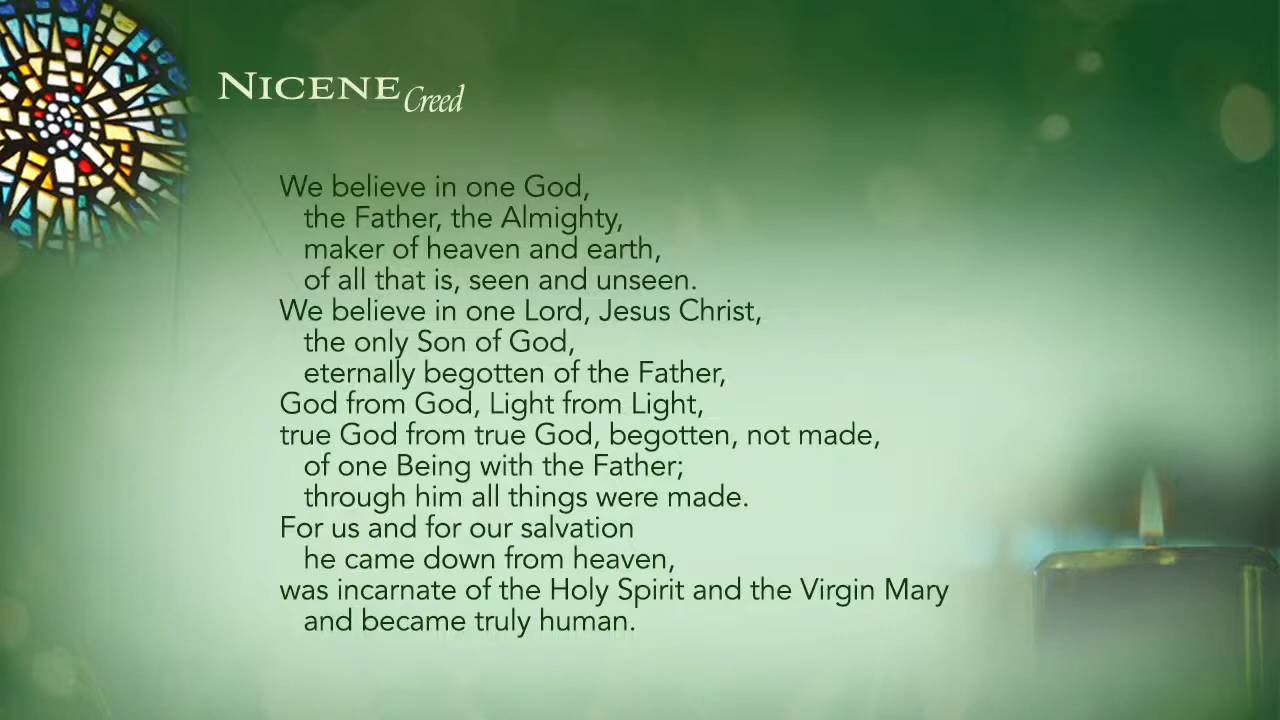 NICENE Creed
We believe in one God,
the Father, the Almighty,
maker of heaven and earth,
of all that is, seen and unseen.
We believe in one Lord, Jesus Christ,
the only Son of God,
eternally begotten of the Father,
God from God, Light from Light,
true God from true God, begotten, not made,
of one Being with the Father;
through him all things were made.
For us and for our salvation
he came down from heaven,
was incarnate of the Holy Spirit and the Virgin Mary
and became truly human.